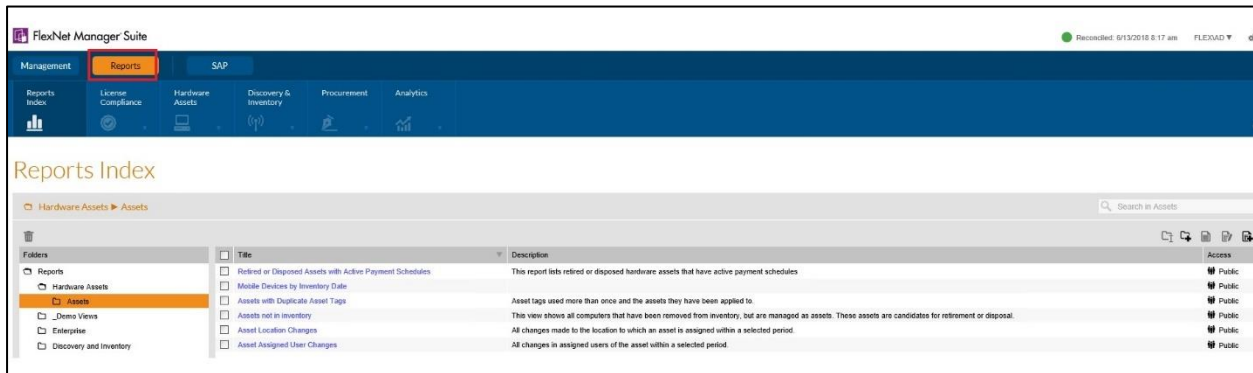 FlexNet Manager Suite
Reconciled: 6/13/2018 8:17 am FLEX\AD
Management Reports SAP
Reports Index License Compliance Hardware Assets Discovery & Inventory Procurement Analytics
Reports Index
Hardware Assets ▶ Assets Search in Assets
Folders Title Description Access
Reports Retired or Disposed Assets with Active Payment Schedules This report lists retired or disposed hardware assets that have active payment schedules Public
Hardware Assets Mobile Devices by Inventory Date Public
Assets Assets with Duplicate Asset Tags Asset tags used more than once and the assets they have been applied to. Public
_Demo Views Assets not in inventory This view shows all computers that have been removed from inventory, but are managed as assets. These assets are candidates for retirement or disposal. Public
Enterprise Asset Location Changes All changes made to the location to which an asset is assigned within a selected period. Public
Discovery and Inventory Asset Assigned User Changes All changes in assigned users of the asset within a selected period. Public